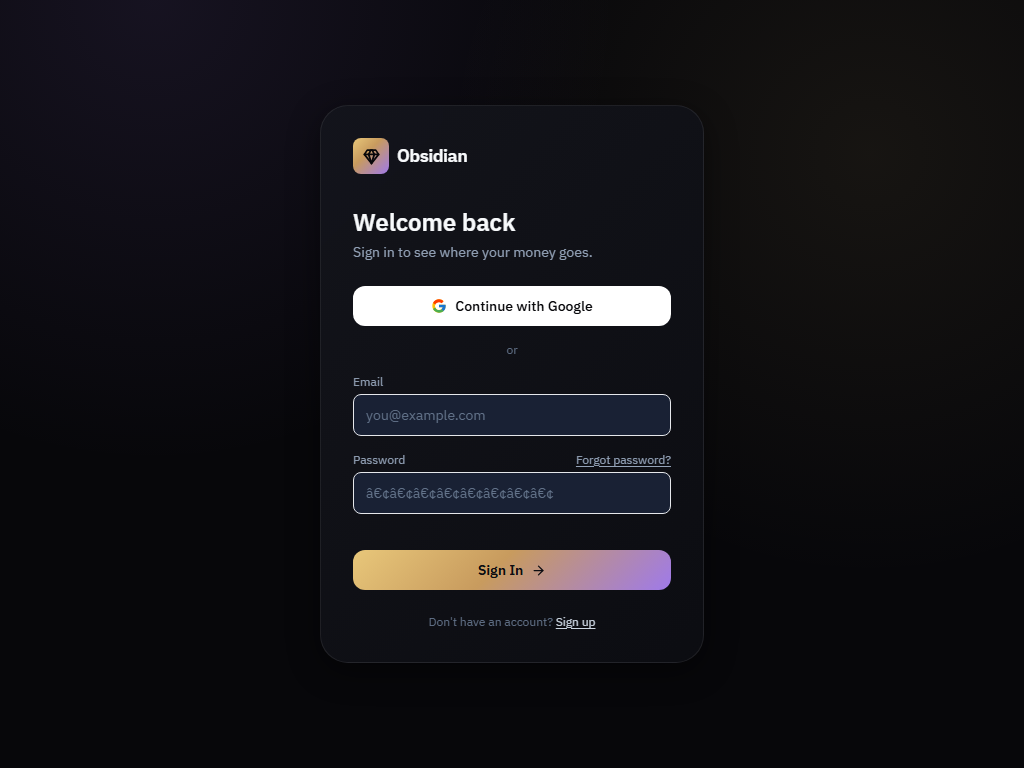 Obsidian
Welcome back
Sign in to see where your money goes.
Continue with Google
or
Email
you@example.com
Password Forgot password?
â€¢â€¢â€¢â€¢â€¢â€¢â€¢â€¢
Sign In →
Don't have an account? Sign up